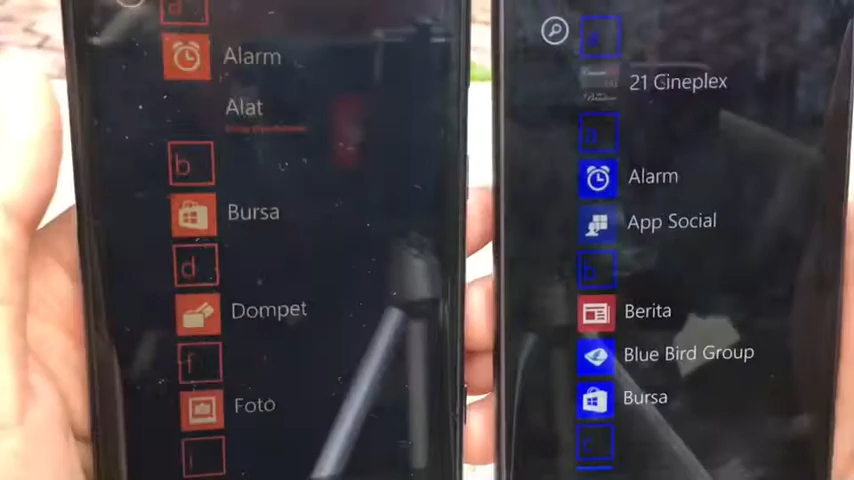 a
Alarm
Alat
b
Bursa
d
Dompet
f
Foto
i
21 Cineplex
a
Alarm
App Social
b
Berita
Blue Bird Group
Bursa
c